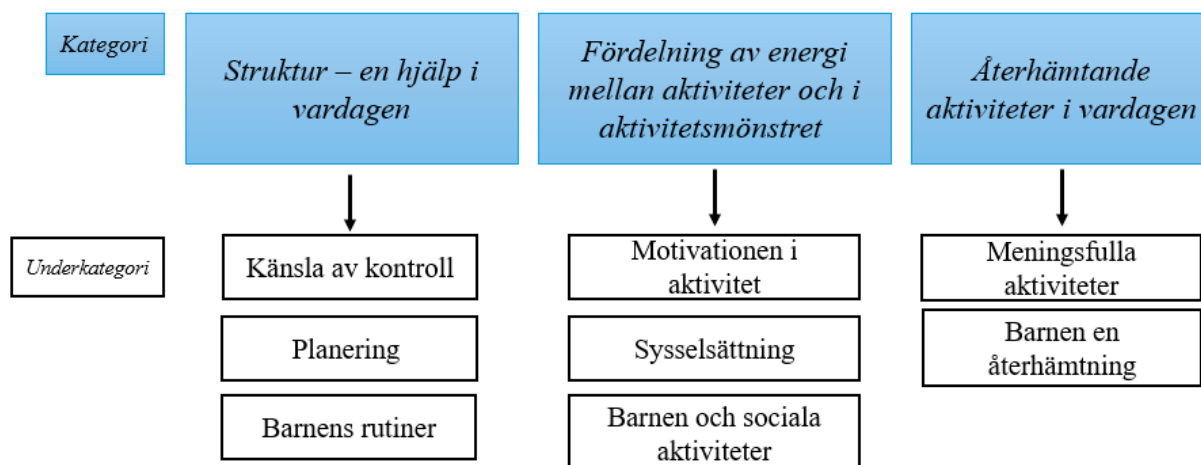 Kategori
Struktur – en hjälp i
vardagen
Fördelning av energi
mellan aktiviteter och i
aktivitetsmönstret
Återhämtande
aktiviteter i vardagen
Underkategori
Känsla av kontroll
Planering
Barnens rutiner
Motivationen i
aktivitet
Sysselsättning
Barnen och sociala
aktiviteter
Meningsfulla
aktiviteter
Barnen en
återhämtning